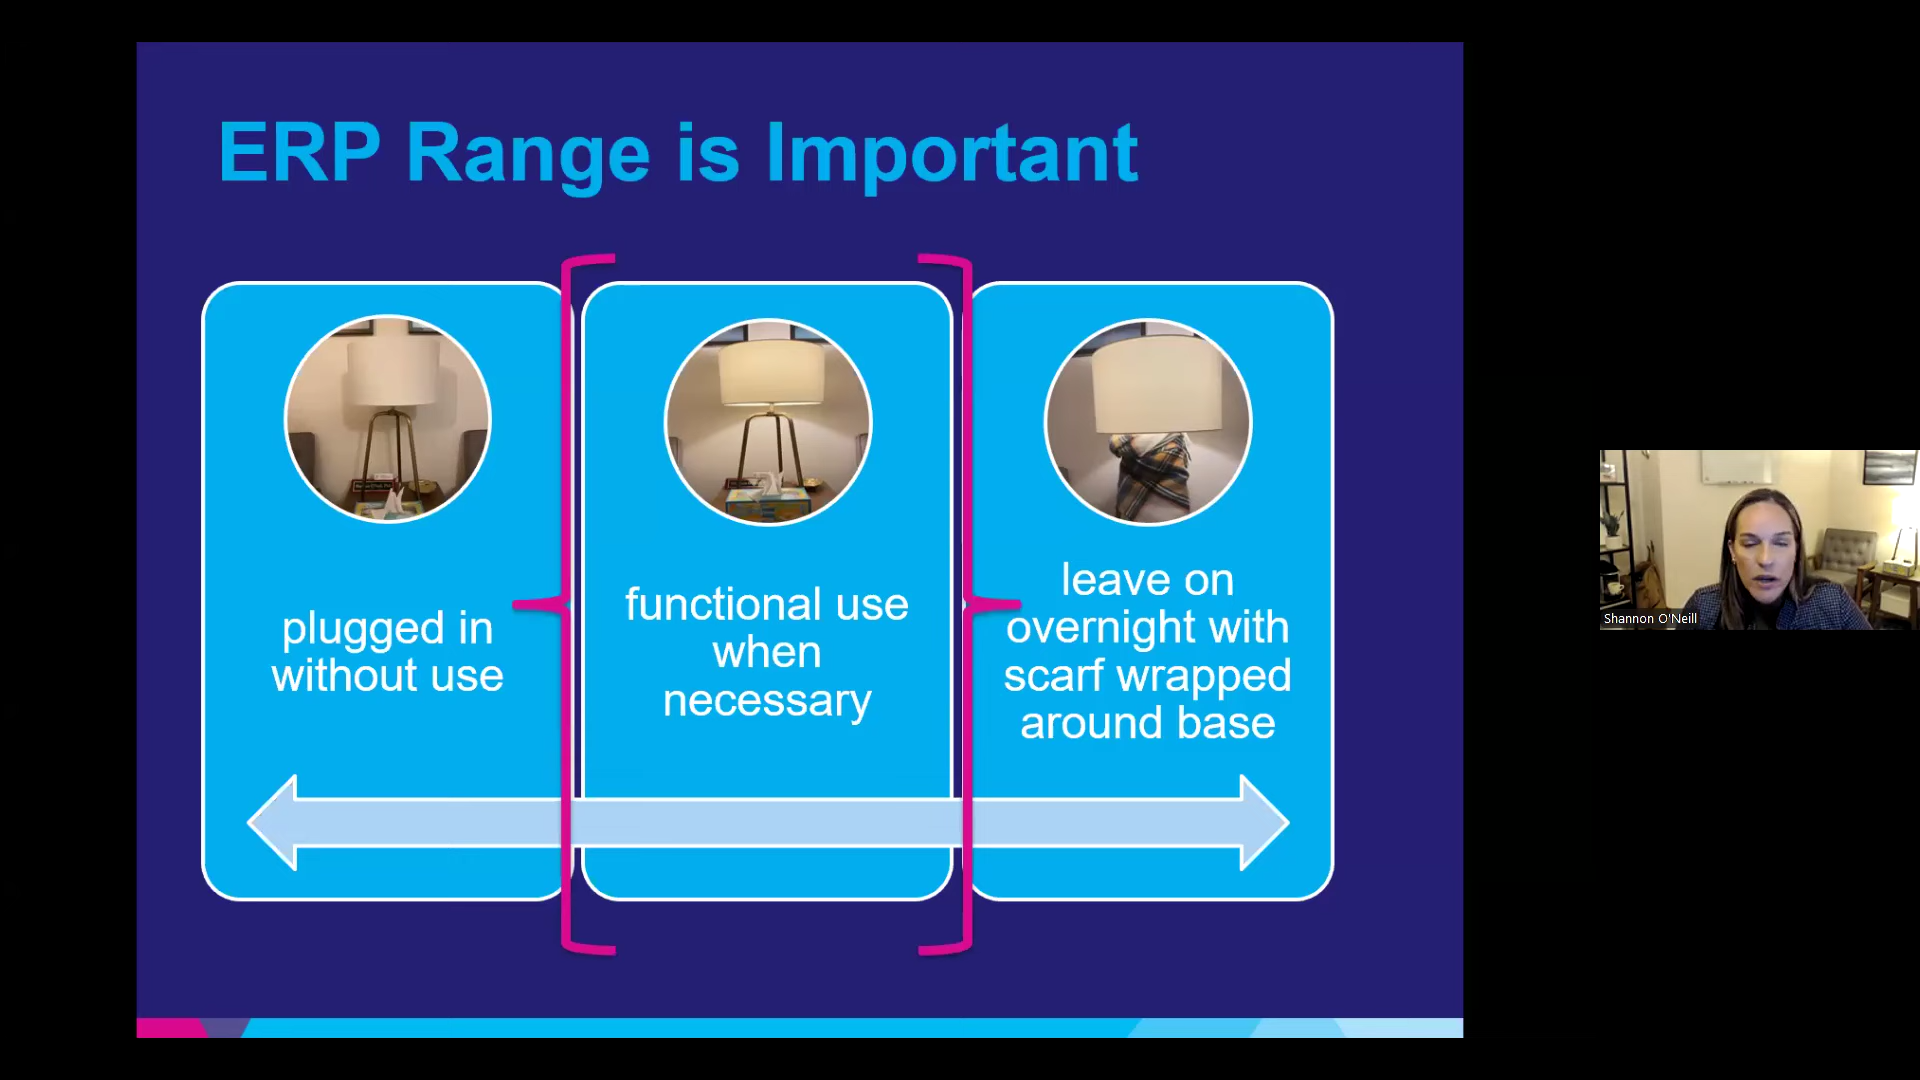 ERP Range is Important
plugged in
without use
functional use
when
necessary
leave on
overnight with
scarf wrapped
around base
Shannon O'Neill